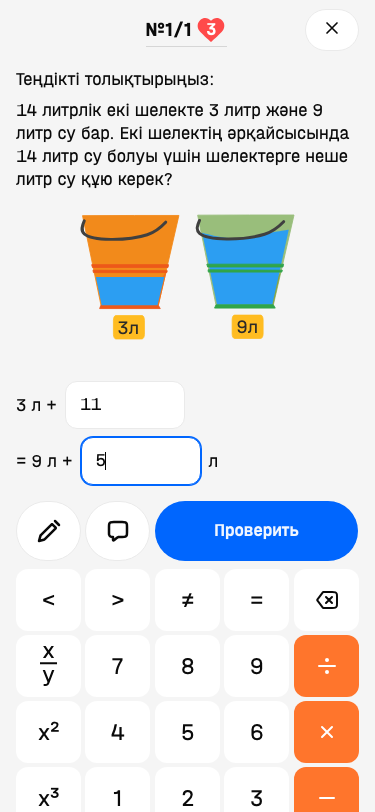 №1/1 3
Теңдікті толықтырыңыз:
14 литрлік екі шелекте 3 литр және 9
литр су бар. Екі шелектің әрқайсысында
14 литр су болуы үшін шелектерге неше
литр су құю керек?
3л 9л
3 л + 11
= 9 л + 5 л
Проверить
< > ≠ =
x/y 7 8 9 ÷
x² 4 5 6 ×
x³ 1 2 3 −